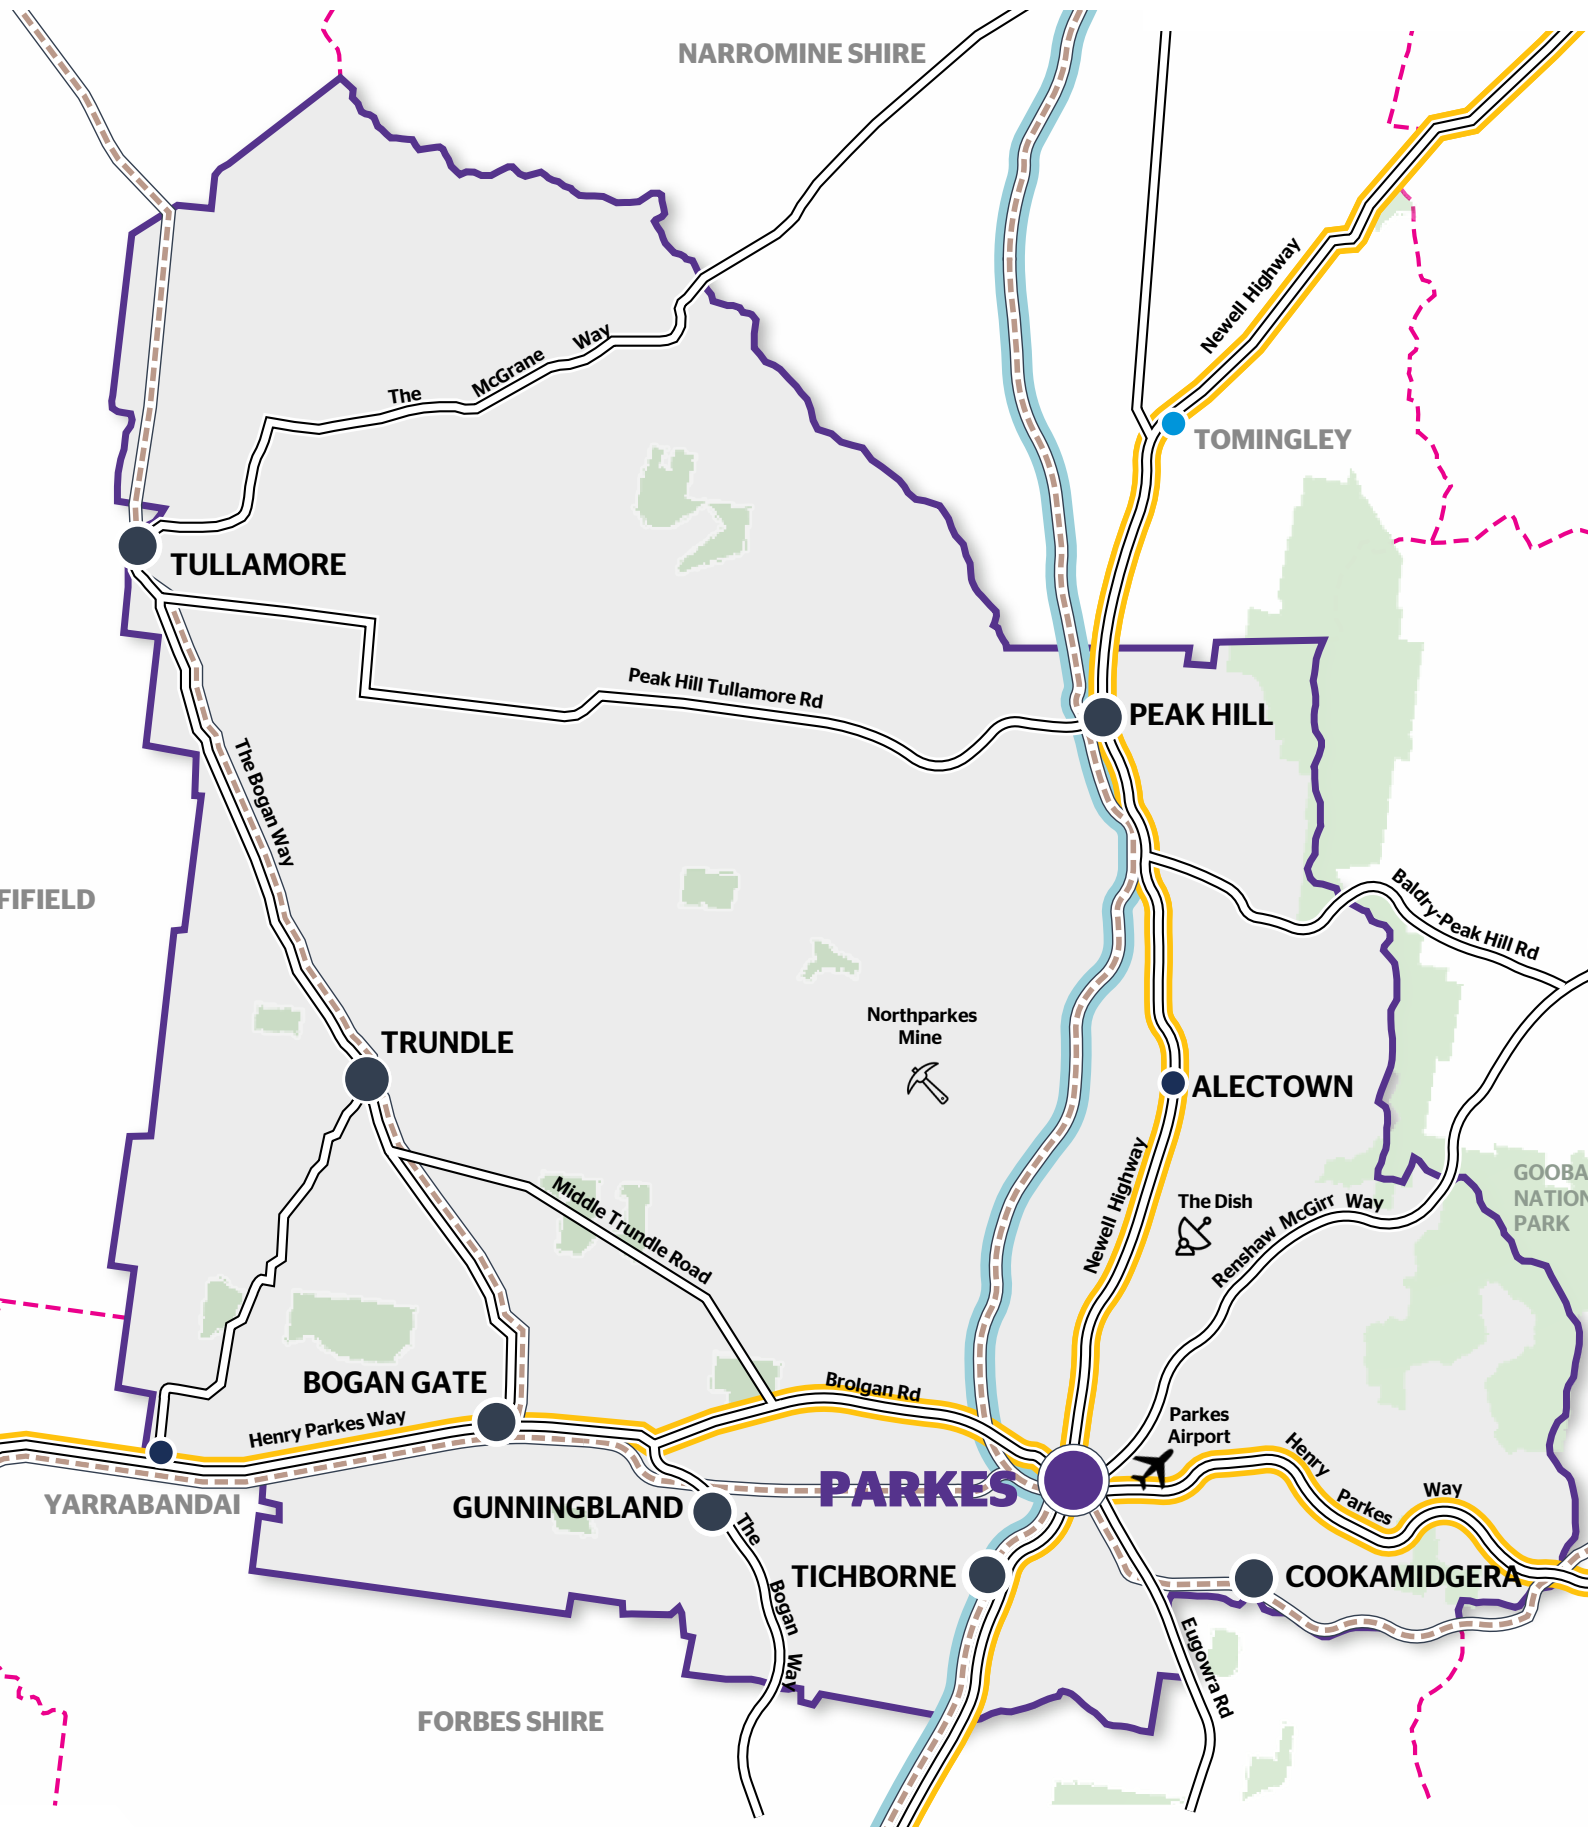 NARROMINE SHIRE
Newell Highway
The McGrane Way
TOMINGLEY
TULLAMORE
Peak Hill Tullamore Rd
PEAK HILL
The Bogan Way
FIFIELD
Baldry-Peak Hill Rd
Northparkes
Mine
TRUNDLE
ALECTOWN
Newell Highway
The Dish
Renshaw McGirr Way
GOOBA
NATION
PARK
Middle Trundle Road
BOGAN GATE
Brolgan Rd
Henry Parkes Way
Parkes
Airport
Henry Parkes Way
PARKES
YARRABANDAI
GUNNINGBLAND
The Bogan Way
TICHBORNE
COOKAMIDGERA
Eugowra Rd
FORBES SHIRE